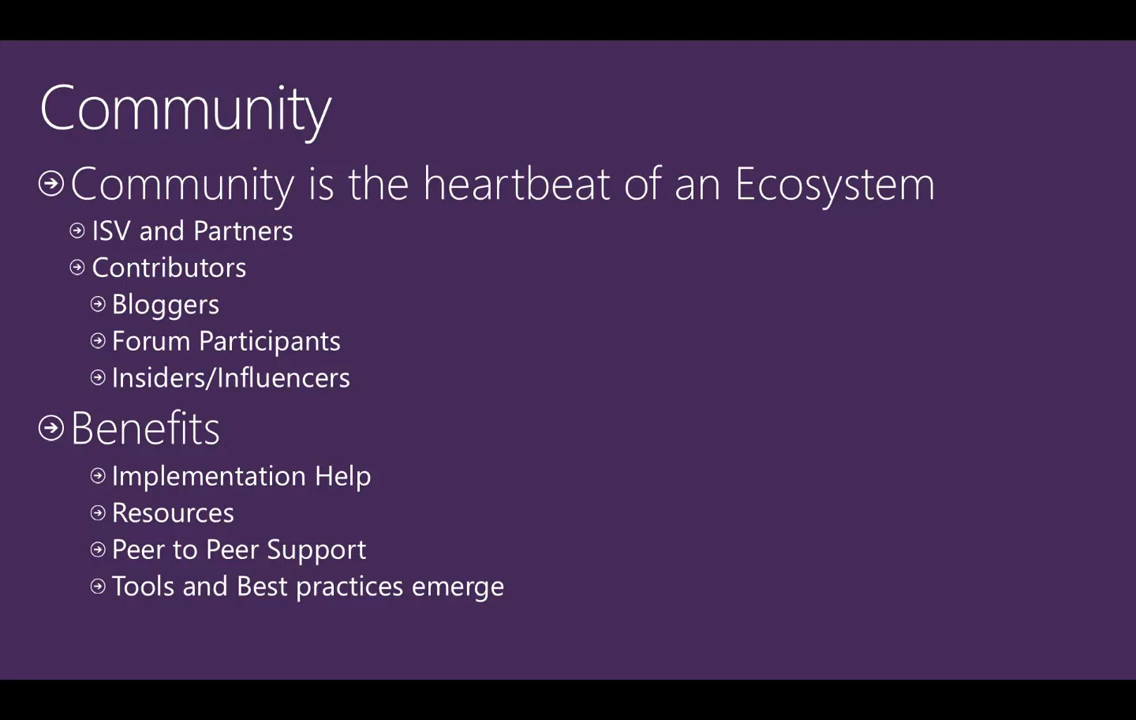 Community
Community is the heartbeat of an Ecosystem
ISV and Partners
Contributors
Bloggers
Forum Participants
Insiders/Influencers
Benefits
Implementation Help
Resources
Peer to Peer Support
Tools and Best practices emerge